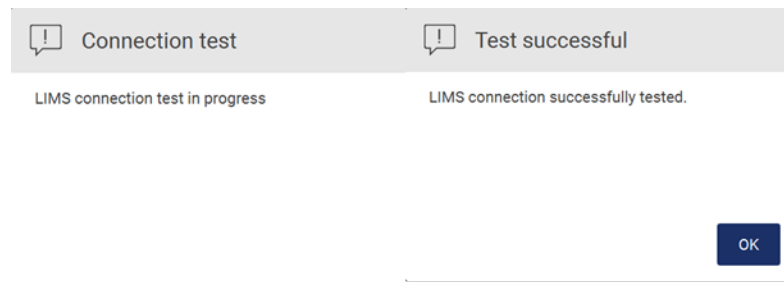 Connection test
LIMS connection test in progress
Test successful
LIMS connection successfully tested.
OK